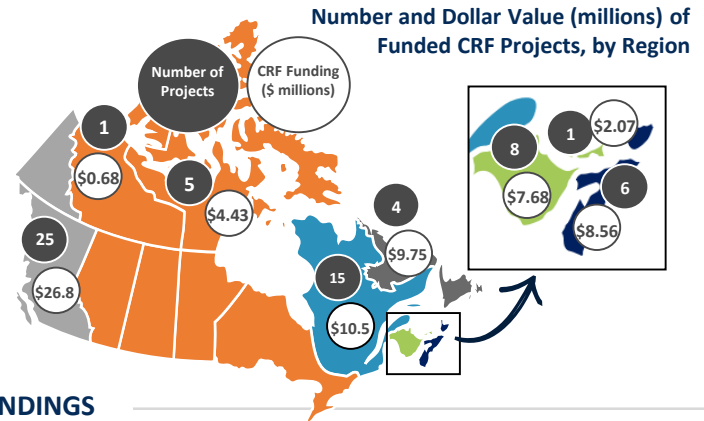 Number and Dollar Value (millions) of
Funded CRF Projects, by Region
Number of
Projects
CRF Funding
($ millions)
1
$0.68
5
$4.43
25
$26.8
4
$9.75
15
$10.5
8
$7.68
1
$2.07
6
$8.56
NDINGS